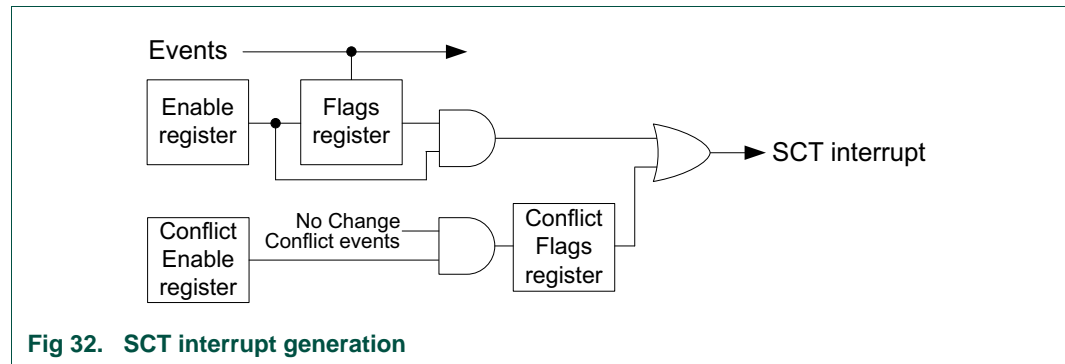 Events
Enable
register
Flags
register
SCT interrupt
No Change
Conflict events
Conflict
Enable
register
Conflict
Flags
register
Fig 32. SCT interrupt generation